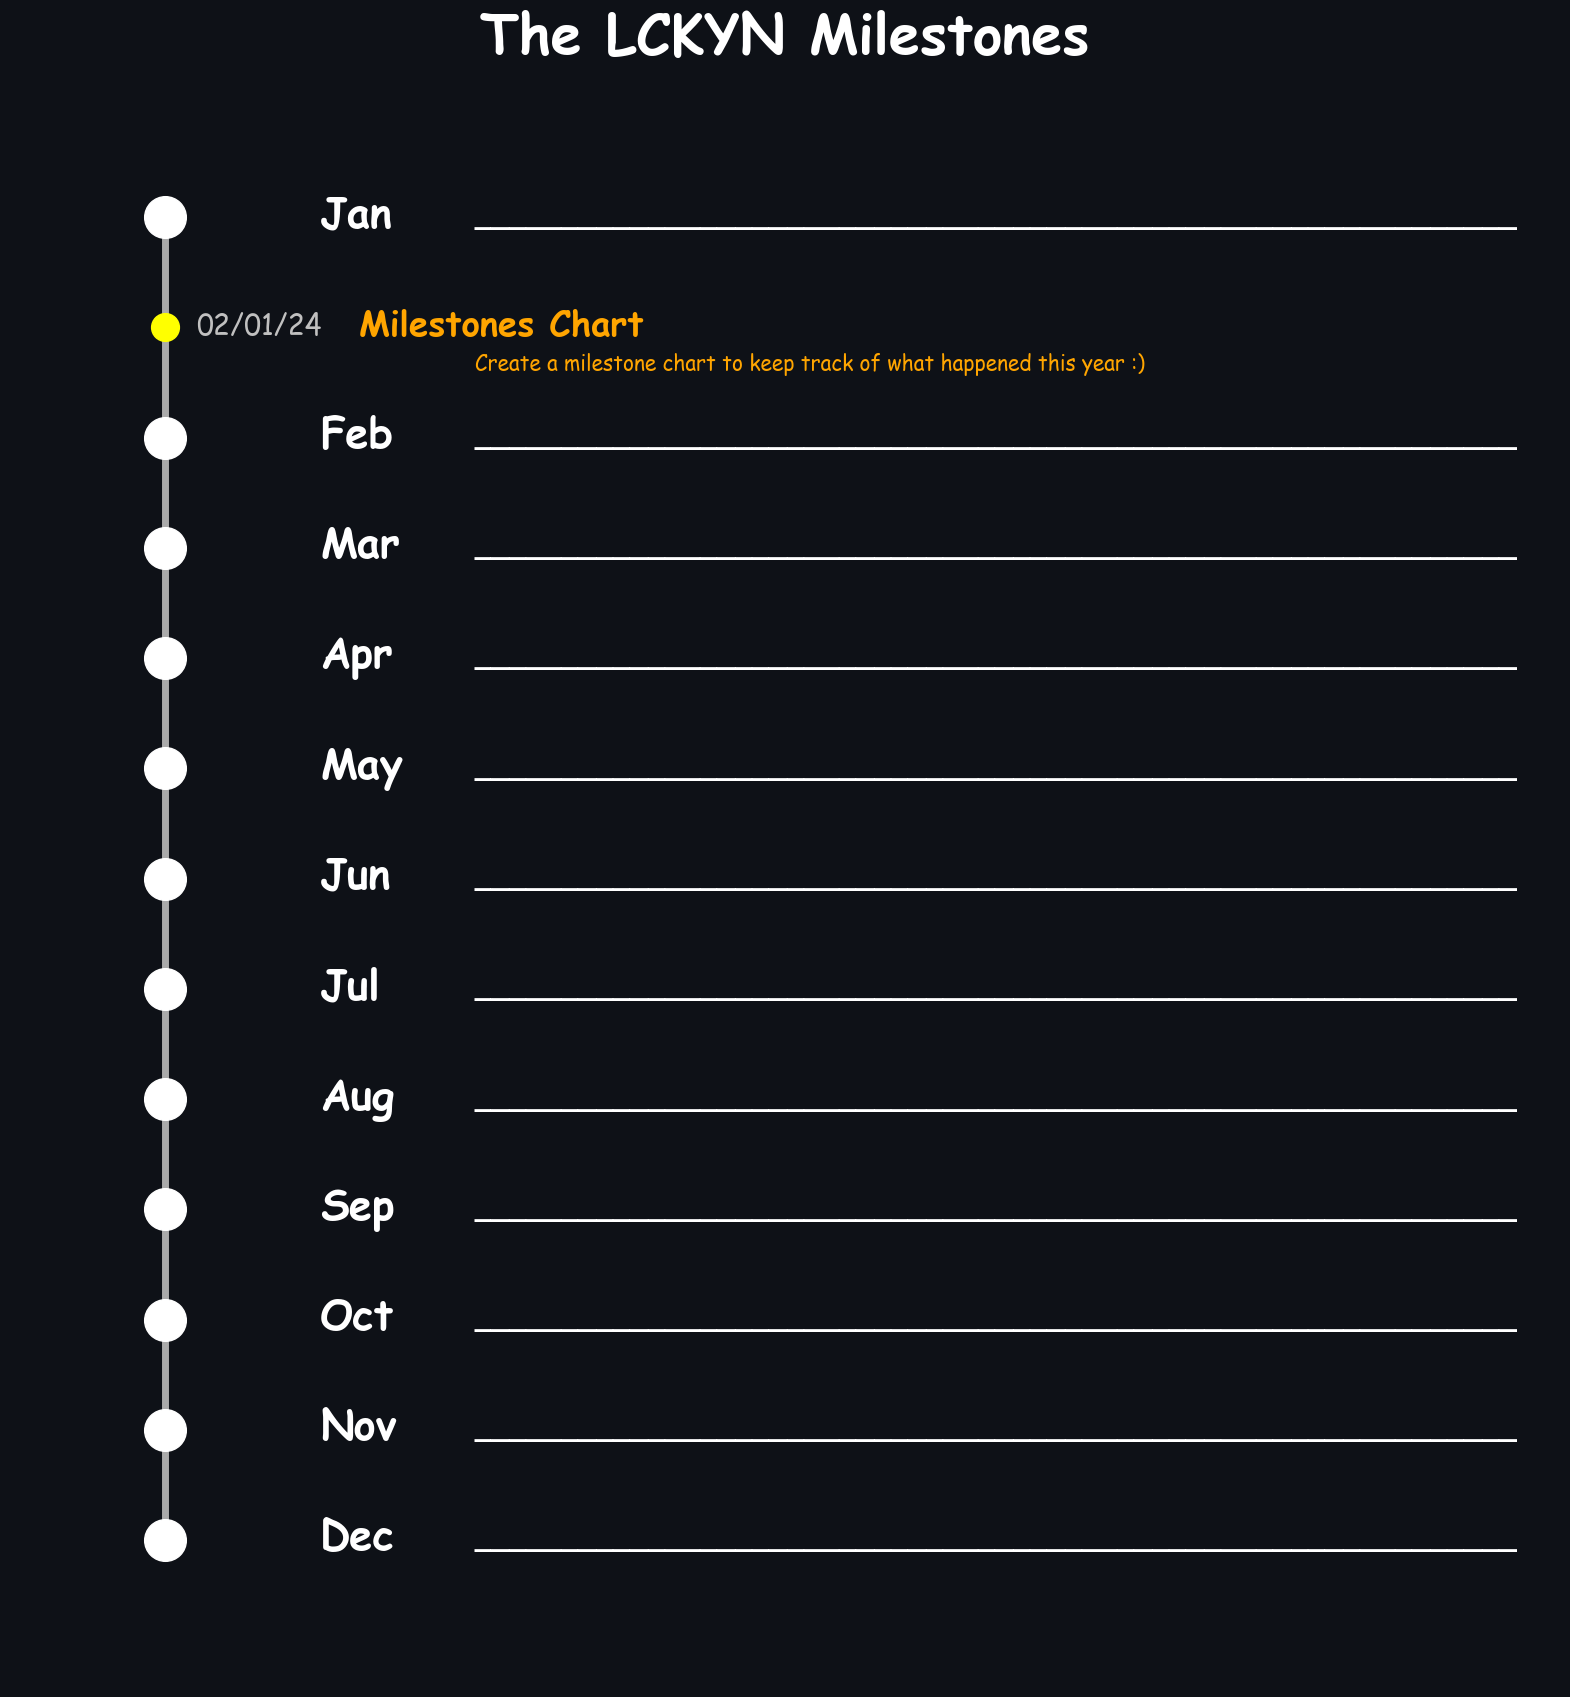 The LCKYN Milestones
Jan
02/01/24 Milestones Chart
Create a milestone chart to keep track of what happened this year :)
Feb
Mar
Apr
May
Jun
Jul
Aug
Sep
Oct
Nov
Dec